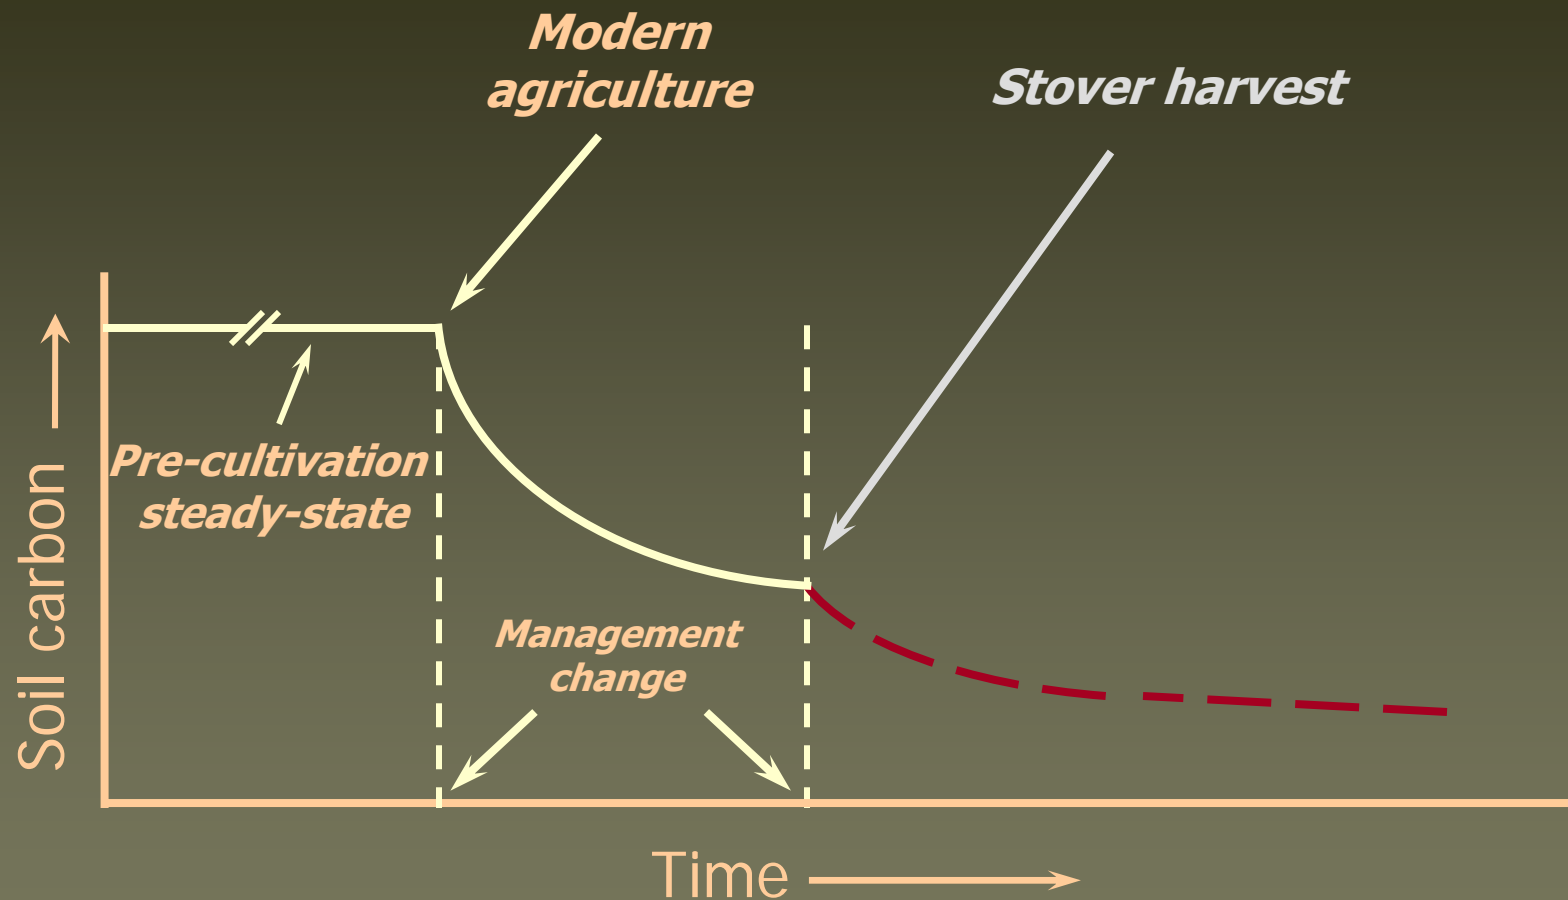 Modern
agriculture
Stover harvest
Pre-cultivation
steady-state
Management
change
Soil carbon
Time